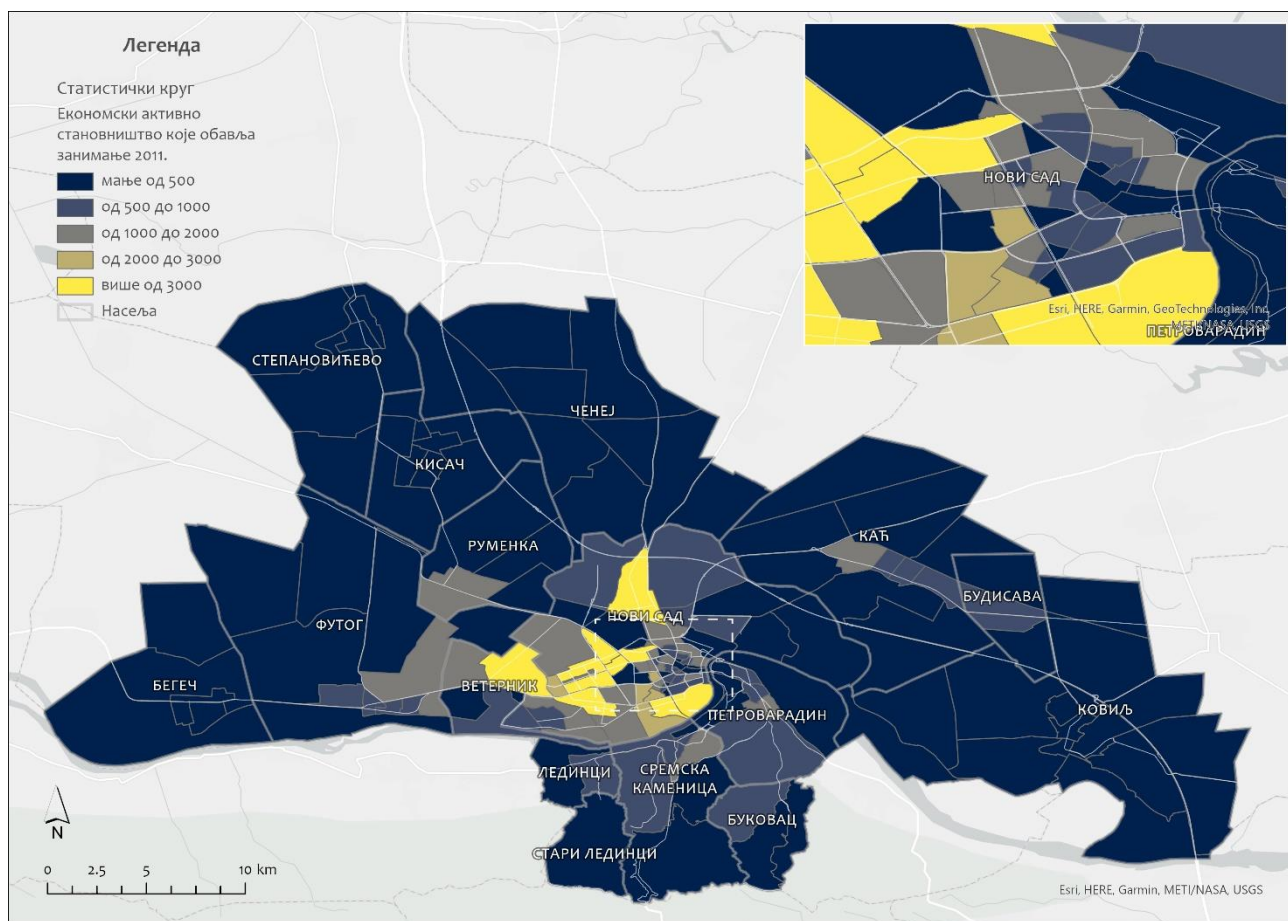 Легенда
Статистички круг
Економски активно
становништво које обавља
занимање 2011.
мање од 500
од 500 до 1000
од 1000 до 2000
од 2000 до 3000
више од 3000
Насеља
НОВИ САД
Esri, HERE, Garmin, GeoTechnologies, Inc,
METI/NASA, USGS
ПЕТРОВАРАДИН
СТЕПАНОВИЋЕВО
ЧЕНЕЈ
КИСАЧ
РУМЕНКА
КАЋ
БУДИСАВА
НОВИ САД
ФУТОГ
БЕГЕЧ
ВЕТЕРНИК
ПЕТРОВАРАДИН
КОВИЉ
ЛЕДИНЦИ
СРЕМСКА
КАМЕНИЦА
БУКОВАЦ
СТАРИ ЛЕДИНЦИ
N
0 2.5 5 10 km
Esri, HERE, Garmin, METI/NASA, USGS